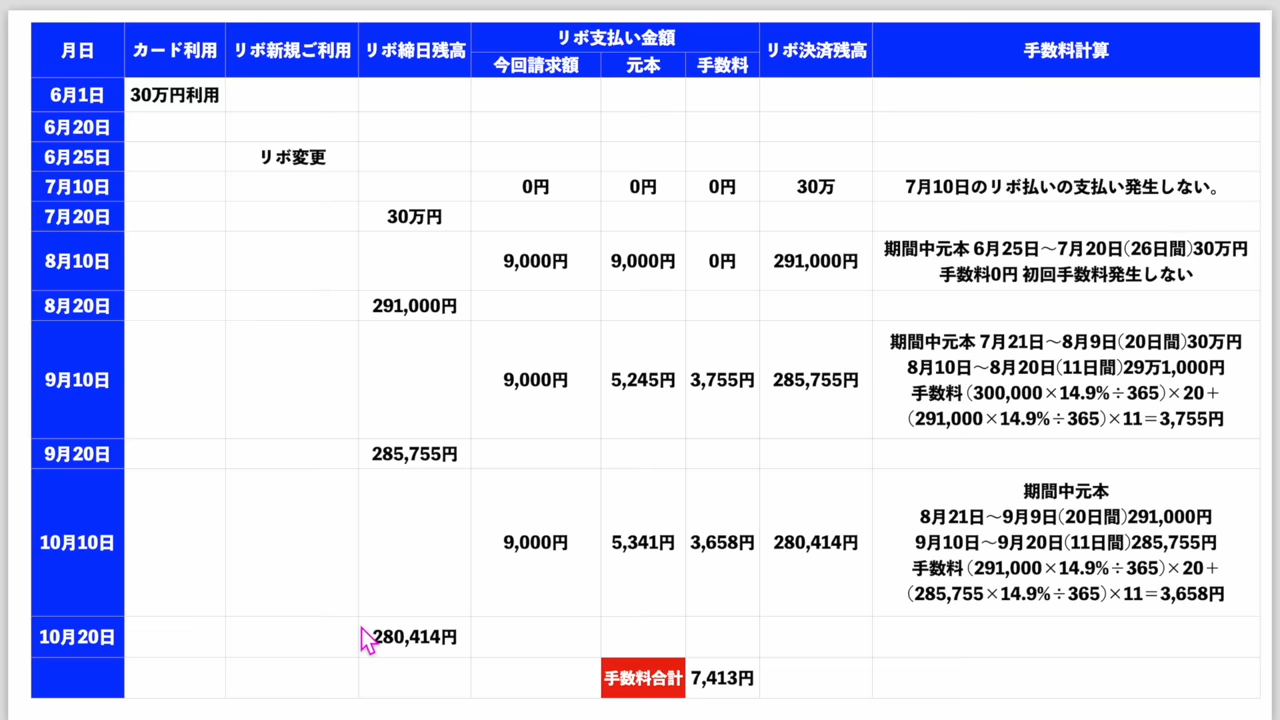 月日 カード利用 リボ新規ご利用 リボ締日残高 リボ支払い金額 リボ決済残高 手数料計算
今回請求額 元本 手数料
6月1日 30万円利用
6月20日
6月25日 リボ変更
7月10日 0円 0円 0円 30万 7月10日のリボ払いの支払い発生しない。
7月20日 30万円
8月10日 9,000円 9,000円 0円 291,000円 期間中元本 6月25日〜7月20日(26日間)30万円
手数料0円 初回手数料発生しない
8月20日 291,000円
9月10日 9,000円 5,245円 3,755円 285,755円 期間中元本 7月21日〜8月9日(20日間)30万円
8月10日〜8月20日(11日間)29万1,000円
手数料(300,000×14.9%÷365)×20+
(291,000×14.9%÷365)×11=3,755円
9月20日 285,755円
10月10日 9,000円 5,341円 3,658円 280,414円 期間中元本
8月21日〜9月9日(20日間)291,000円
9月10日〜9月20日(11日間)285,755円
手数料(291,000×14.9%÷365)×20+
(285,755×14.9%÷365)×11=3,658円
10月20日 280,414円
手数料合計 7,413円